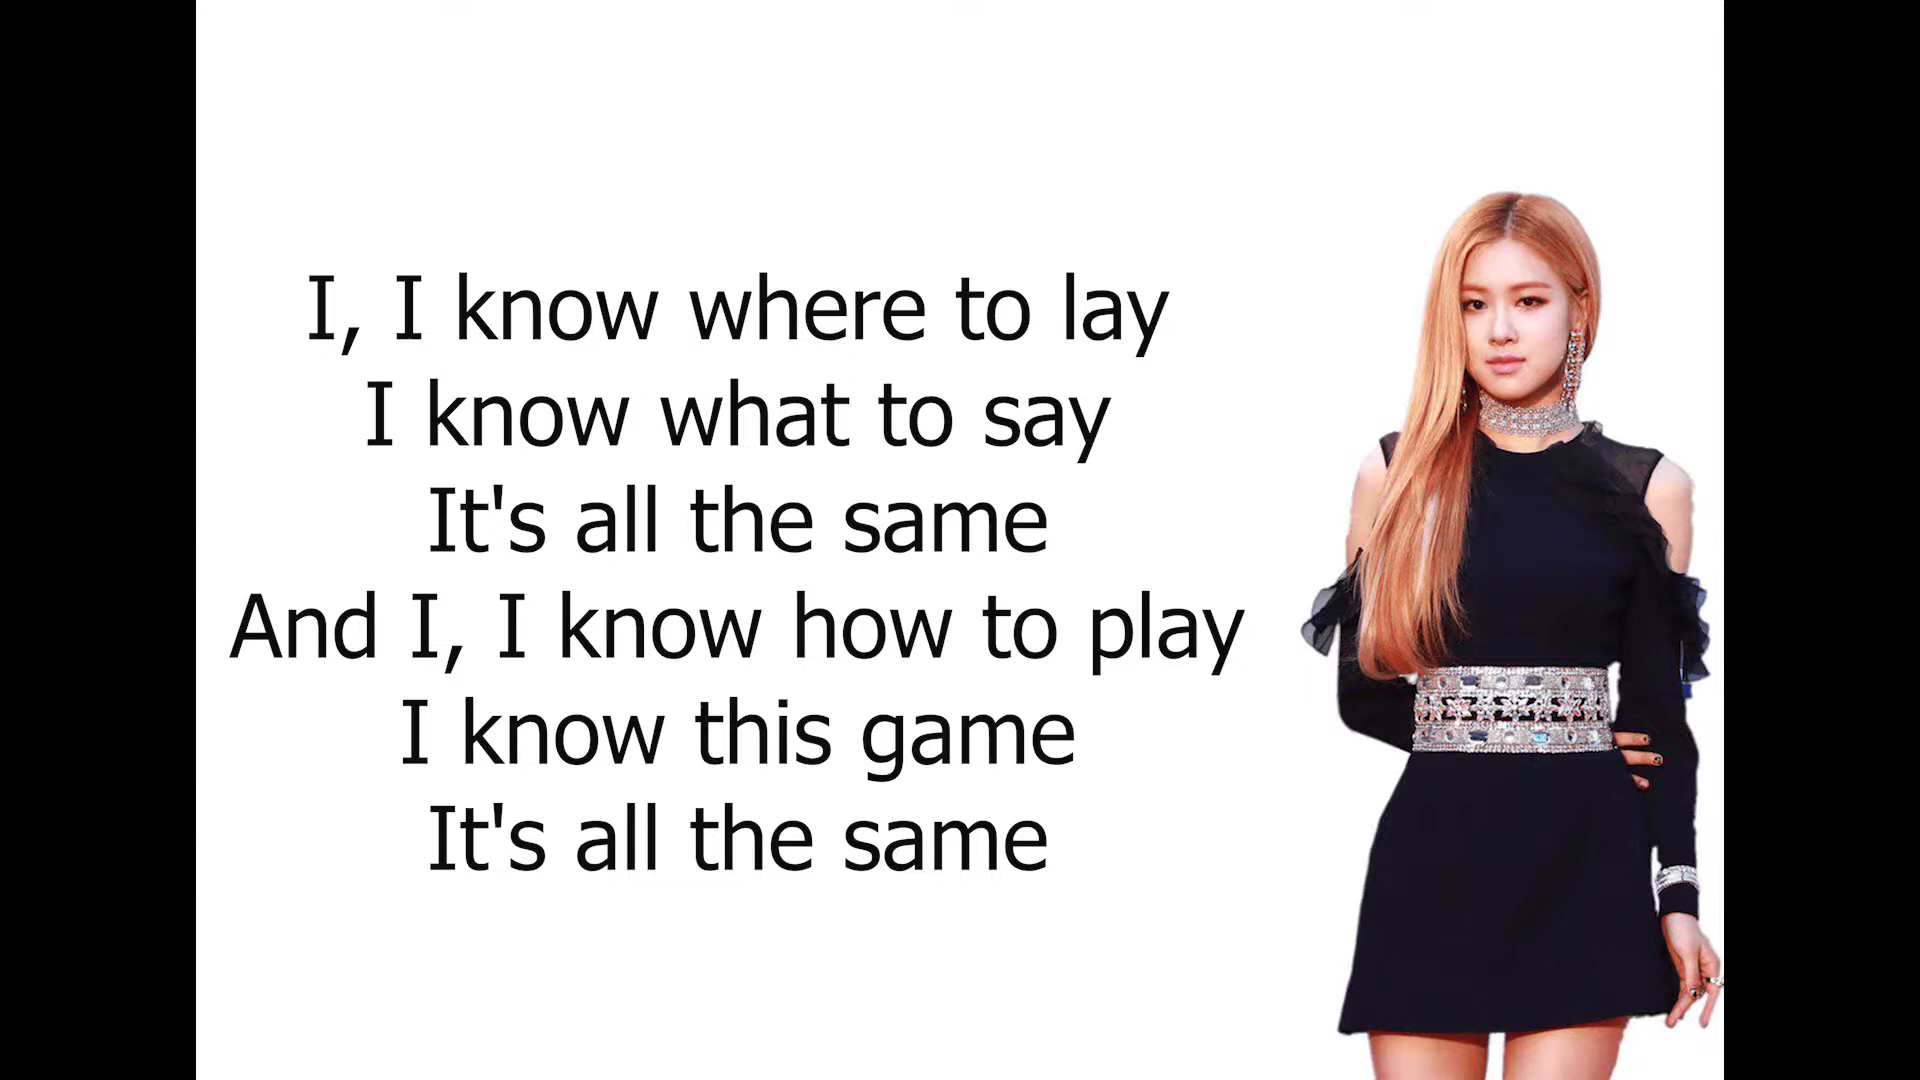 I, I know where to lay
I know what to say
It's all the same
And I, I know how to play
I know this game
It's all the same